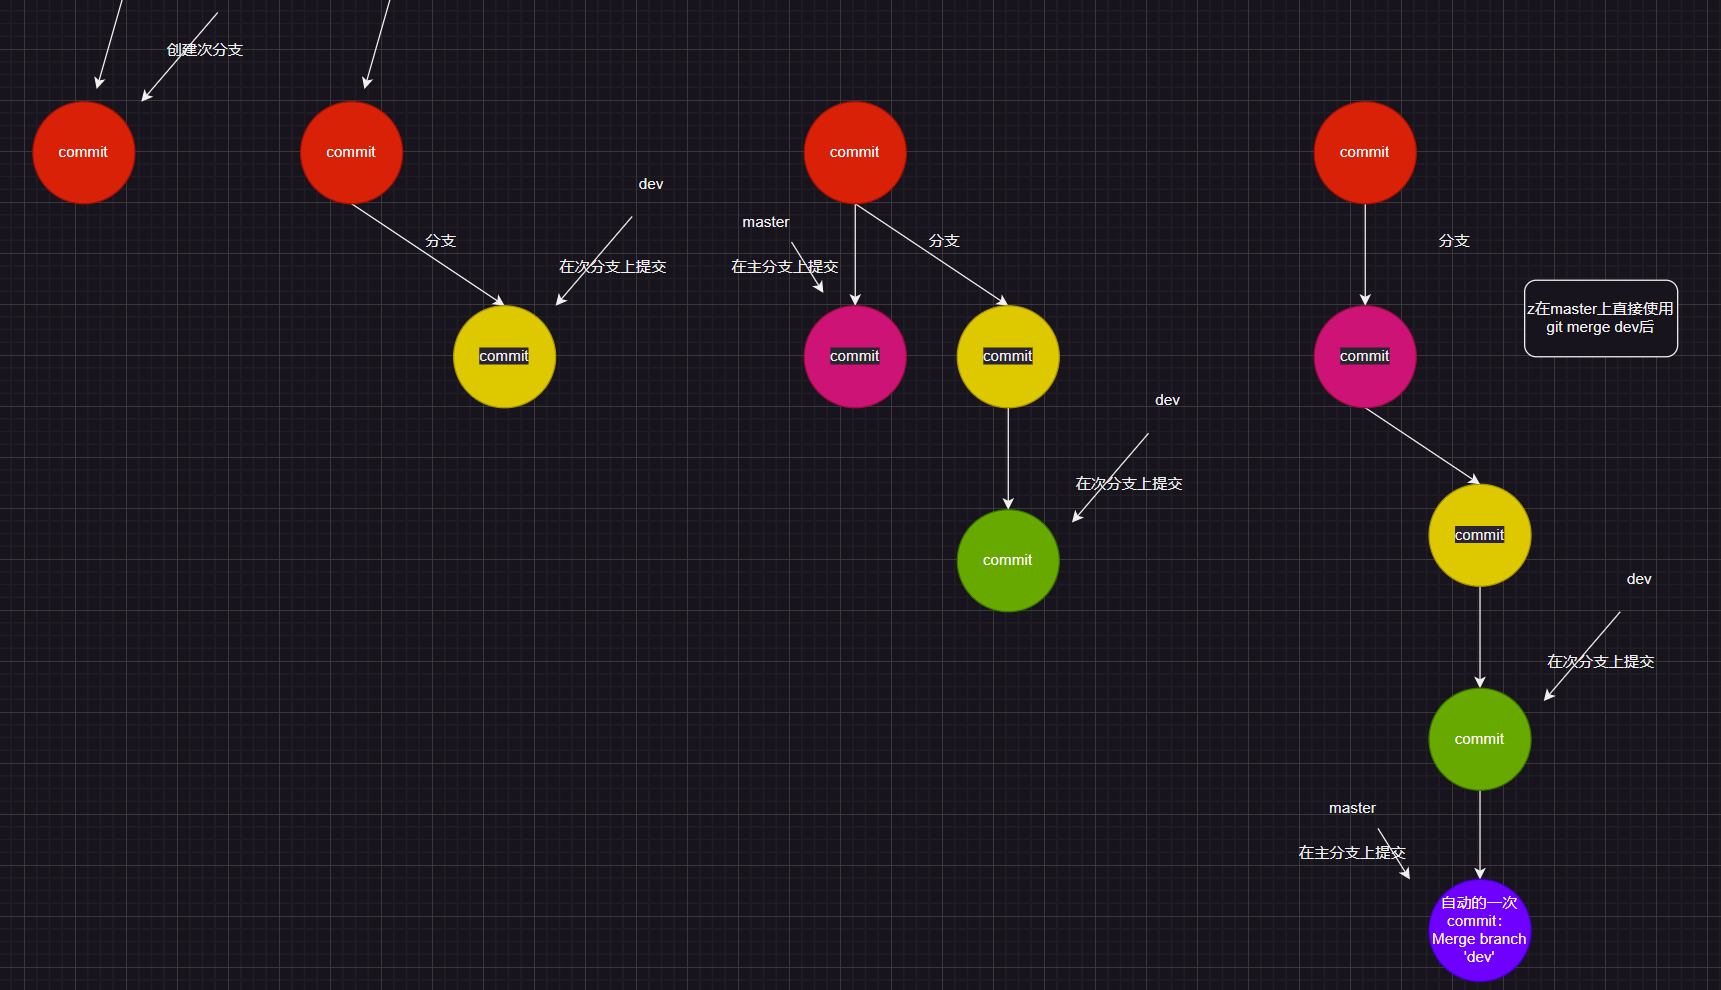 创建次分支
commit
commit
commit
commit
dev
master
分支
分支
分支
在次分支上提交
在主分支上提交
z在master上直接使用
git merge dev后
commit
commit
commit
commit
dev
在次分支上提交
commit
commit
dev
在次分支上提交
commit
master
在主分支上提交
自动的一次
commit：
Merge branch
'dev'